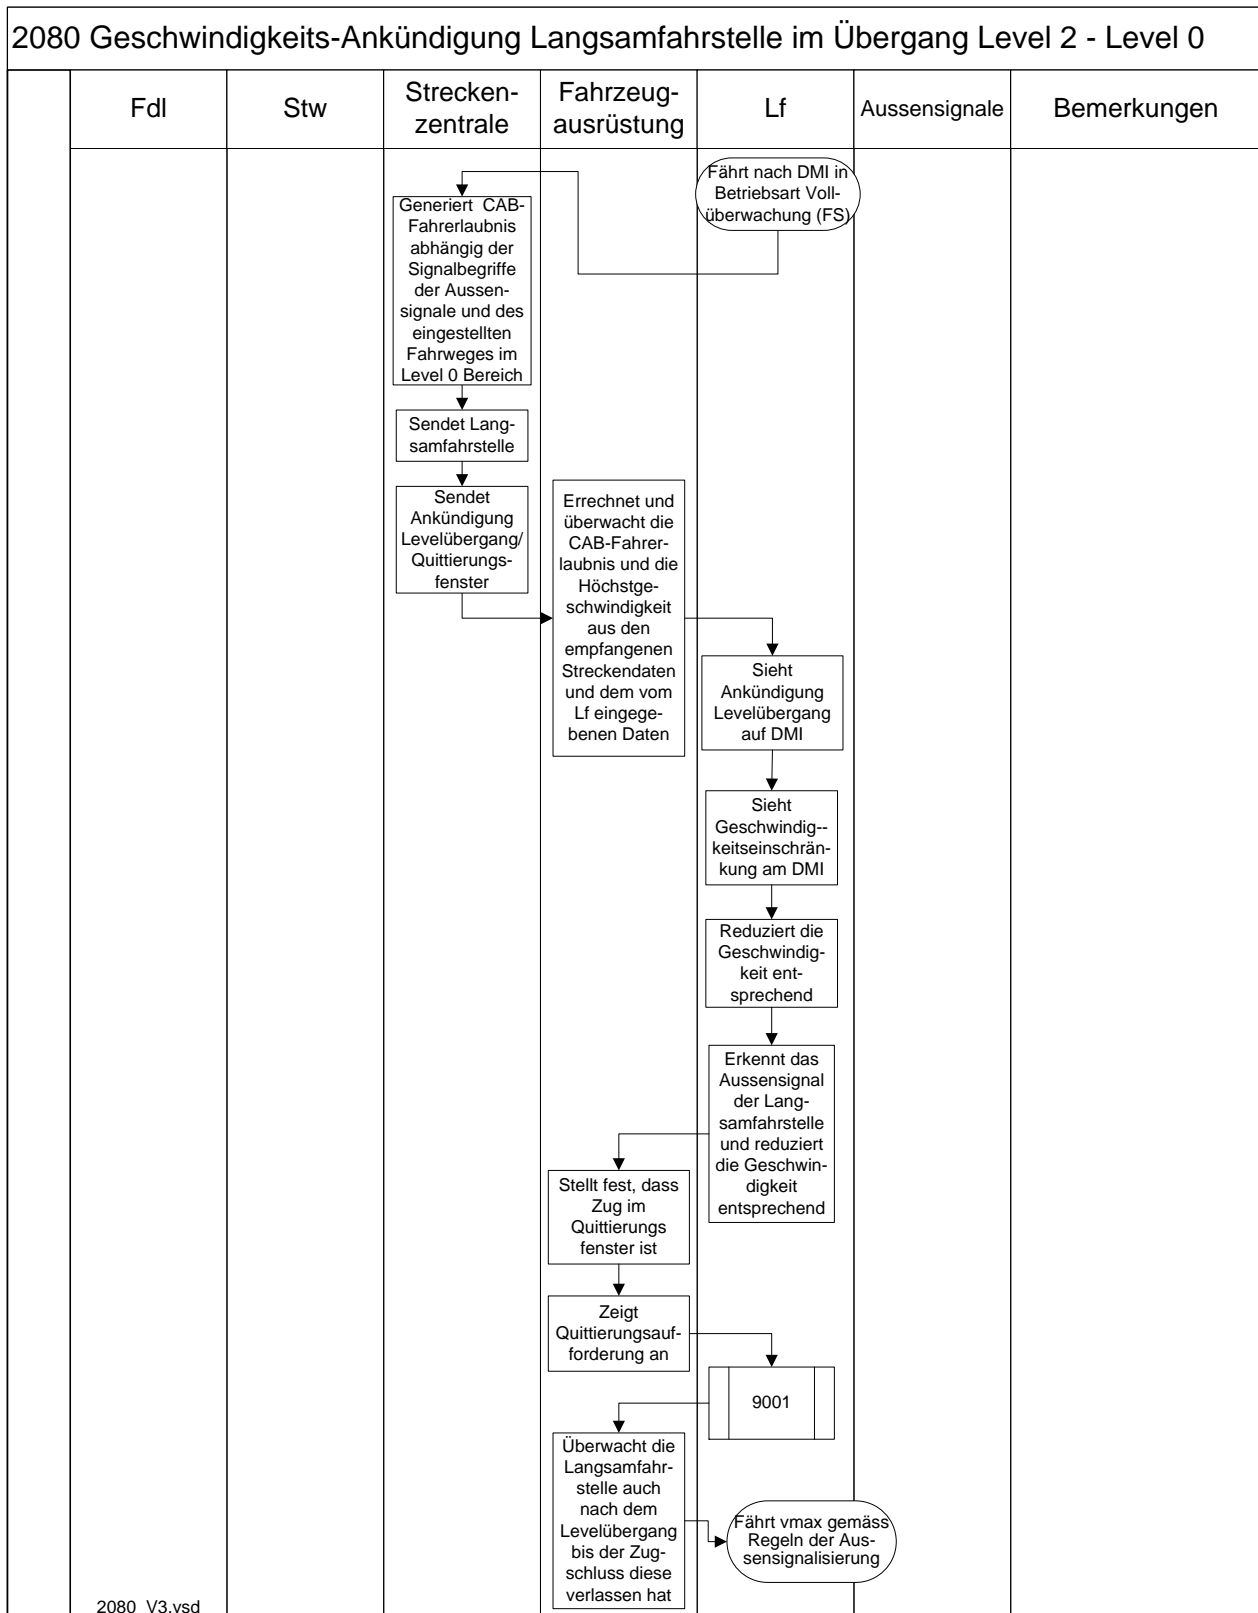 2080 Geschwindigkeits-Ankündigung Langsamfahrstelle im Übergang Level 2 - Level 0
Fdl
Stw
Strecken-
zentrale
Fahrzeug-
ausrüstung
Lf
Aussensignale
Bemerkungen
Fährt nach DMI in
Betriebsart Voll-
überwachung (FS)
Generiert CAB-
Fahrerlaubnis
abhängig der
Signalbegriffe
der Aussen-
signale und des
eingestellten
Fahrweges im
Level 0 Bereich
Sendet Lang-
samfahrstelle
Sendet
Ankündigung
Levelübergang/
Quittierungs-
fenster
Errechnet und
überwacht die
CAB-Fahrer-
laubnis und die
Höchstge-
schwindigkeit
aus den
empfangenen
Streckendaten
und dem vom
Lf eingege-
benen Daten
Sieht
Ankündigung
Levelübergang
auf DMI
Sieht
Geschwindig--
keitseinschrän-
kung am DMI
Reduziert die
Geschwindig-
keit ent-
sprechend
Erkennt das
Aussensignal
der Lang-
samfahrstelle
und reduziert
die Geschwin-
digkeit
entsprechend
Stellt fest, dass
Zug im
Quittierungs
fenster ist
Zeigt
Quittierungsauf-
forderung an
9001
Überwacht die
Langsamfahr-
stelle auch
nach dem
Levelübergang
bis der Zug-
schluss diese
verlassen hat
Fährt vmax gemäss
Regeln der Aus-
sensignalisierung
2080_V3.vsd